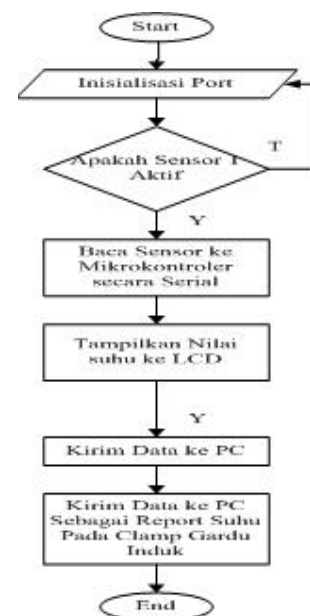 Start
Inisialisasi Port
Apakah Sensor 1
Aktif
T
Y
Baca Sensor ke
Mikrokontroler
secara Serial
Tampilkan Nilai
suhu ke LCD
Y
Kirim Data ke PC
Kirim Data ke PC
Sebagai Report Suhu
Pada Clamp Gardu
Induk
End